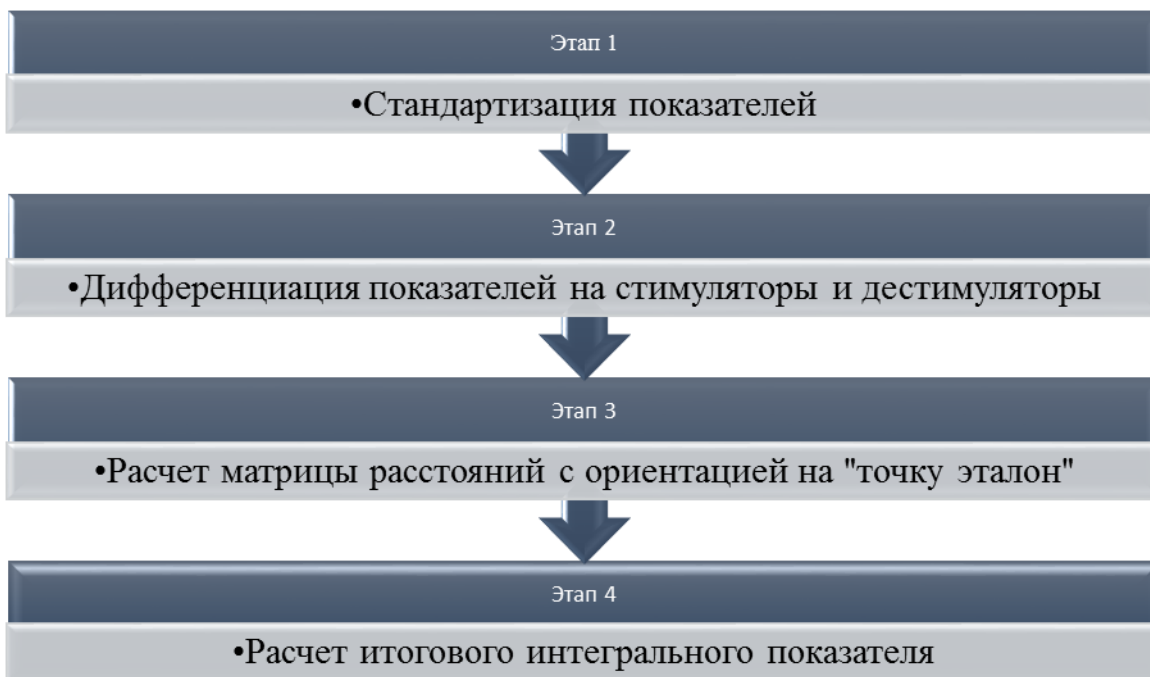 Этап 1
•Стандартизация показателей
Этап 2
•Дифференциация показателей на стимуляторы и дестимуляторы
Этап 3
•Расчет матрицы расстояний с ориентацией на "точку эталон"
Этап 4
•Расчет итогового интегрального показателя